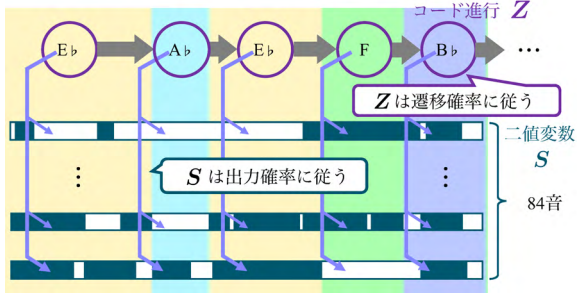 コード進行 Z
E♭
A♭
E♭
F
B♭
…
Z は遷移確率に従う
二値変数
S
S は出力確率に従う
⋮
⋮
84音